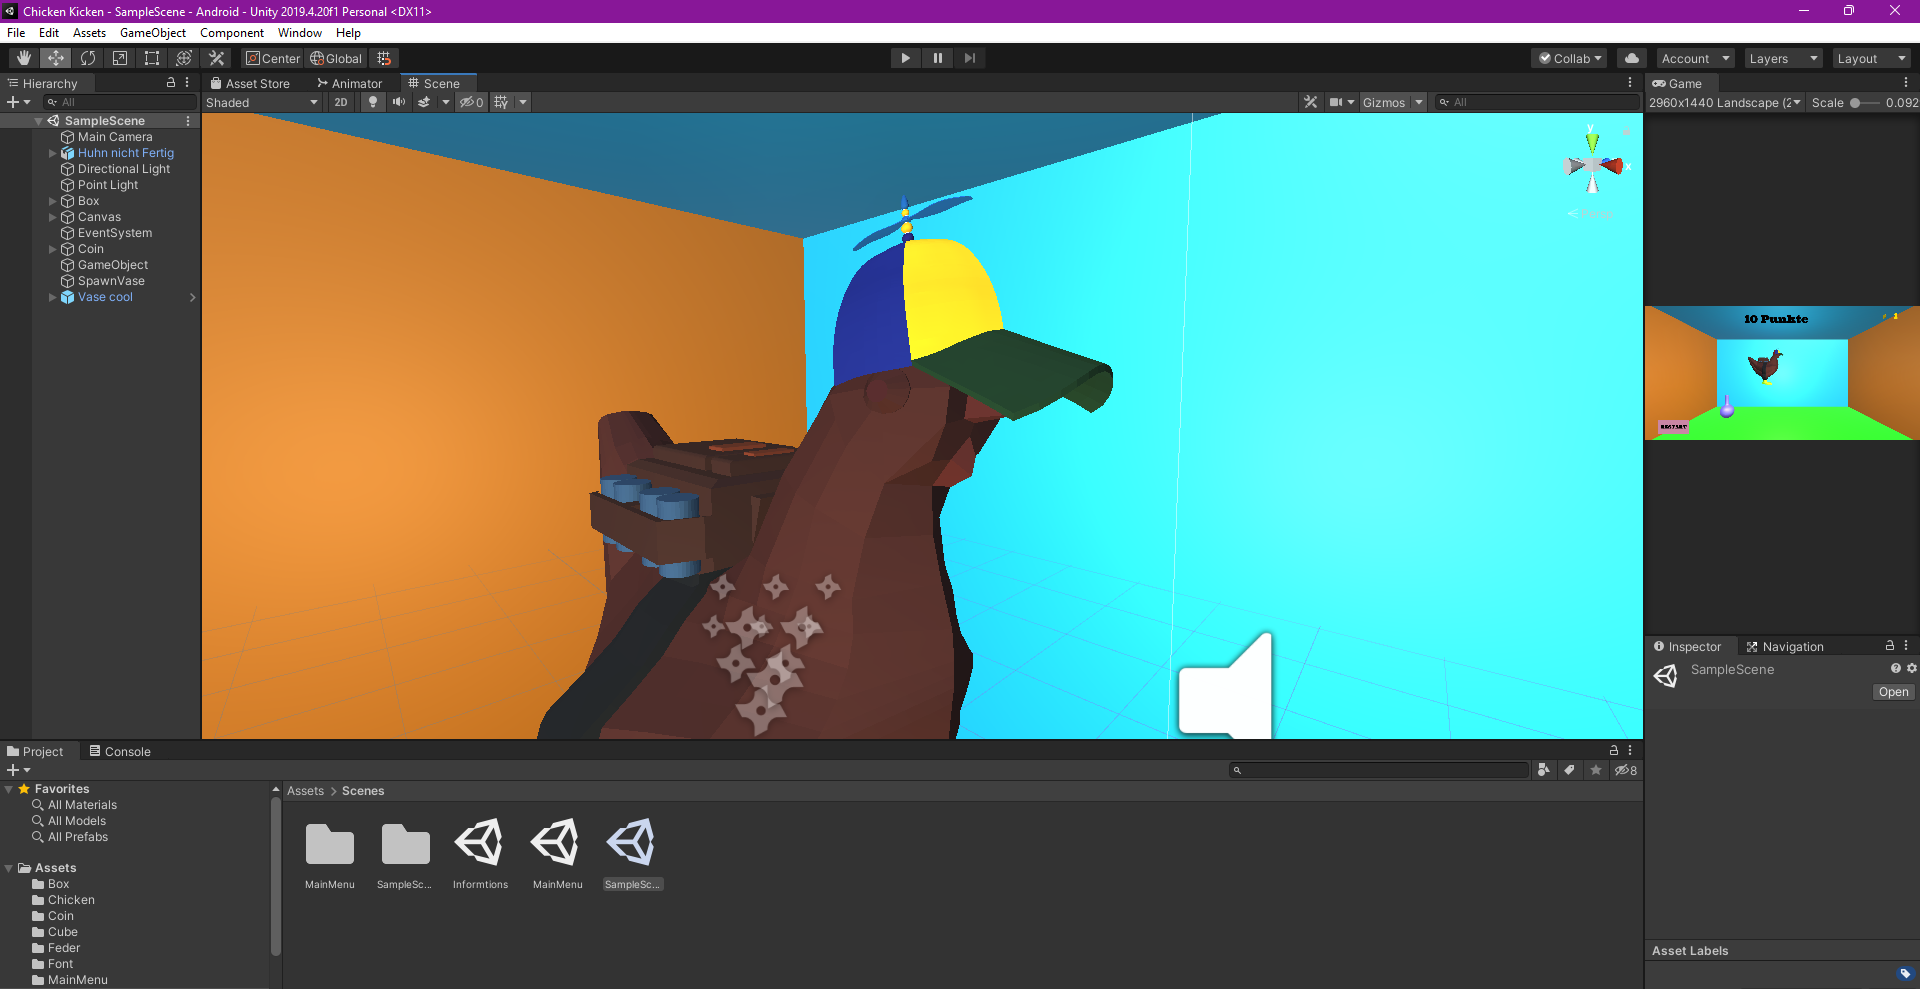 Chicken Kicken - SampleScene - Android - Unity 2019.4.20f1 Personal <DX11>
File Edit Assets GameObject Component Window Help
Center Global Collab Account Layers Layout
Hierarchy Asset Store Animator Scene Game
All Shaded 2D 0 Gizmos All 2960x1440 Landscape (2 Scale 0.092
SampleScene
Main Camera
Huhn nicht Fertig
Directional Light
Point Light
Box
Canvas
EventSystem
Coin
GameObject
SpawnVase
Vase cool
y
x
10 Punkte
RESTART
Inspector Navigation
SampleScene
Open
Project Console
8
Favorites
All Materials
All Models
All Prefabs
Assets
Box
Chicken
Coin
Cube
Feder
Font
MainMenu
Assets > Scenes
MainMenu SampleSc... Informtions MainMenu SampleSc...
Asset Labels